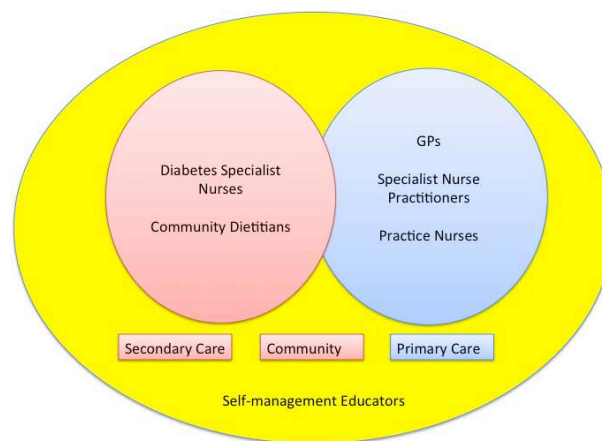 Diabetes Specialist
Nurses
Community Dietitians
GPs
Specialist Nurse
Practitioners
Practice Nurses
Secondary Care
Community
Primary Care
Self-management Educators